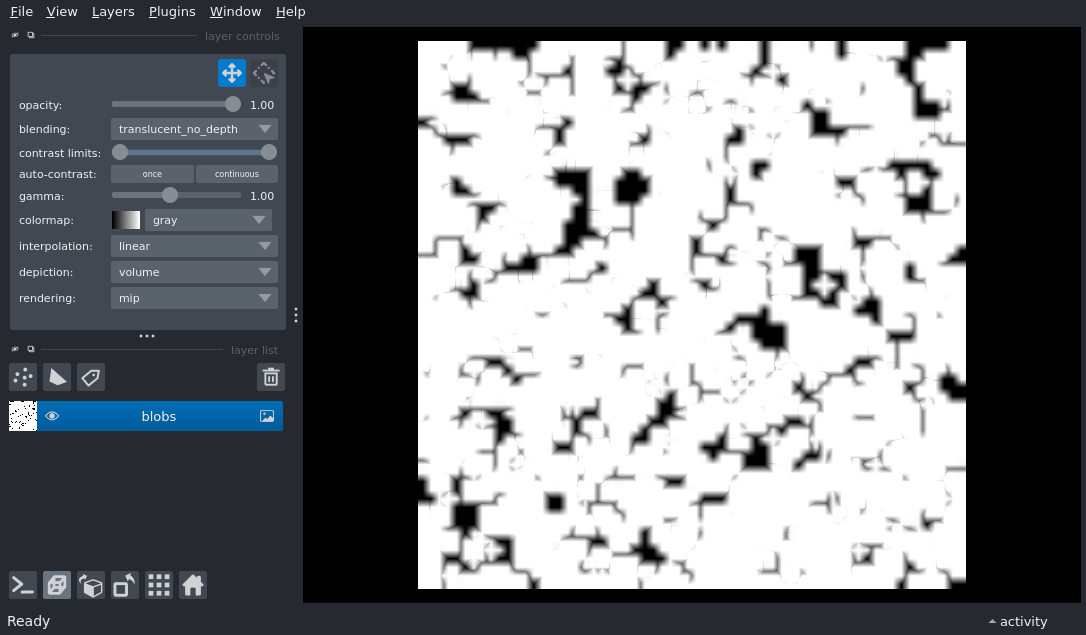 File View Layers Plugins Window Help
layer controls
opacity: 1.00
blending: translucent_no_depth
contrast limits:
auto-contrast: once continuous
gamma: 1.00
colormap: gray
interpolation: linear
depiction: volume
rendering: mip
layer list
blobs
Ready activity